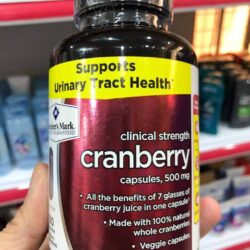 Supports
Urinary Tract Health*
Member's Mark
clinical strength
cranberry
capsules, 500 mg
• All the benefits of 7 glasses of
cranberry juice in one capsule*
• Made with 100% natural
whole cranberries
• Veggie capsules